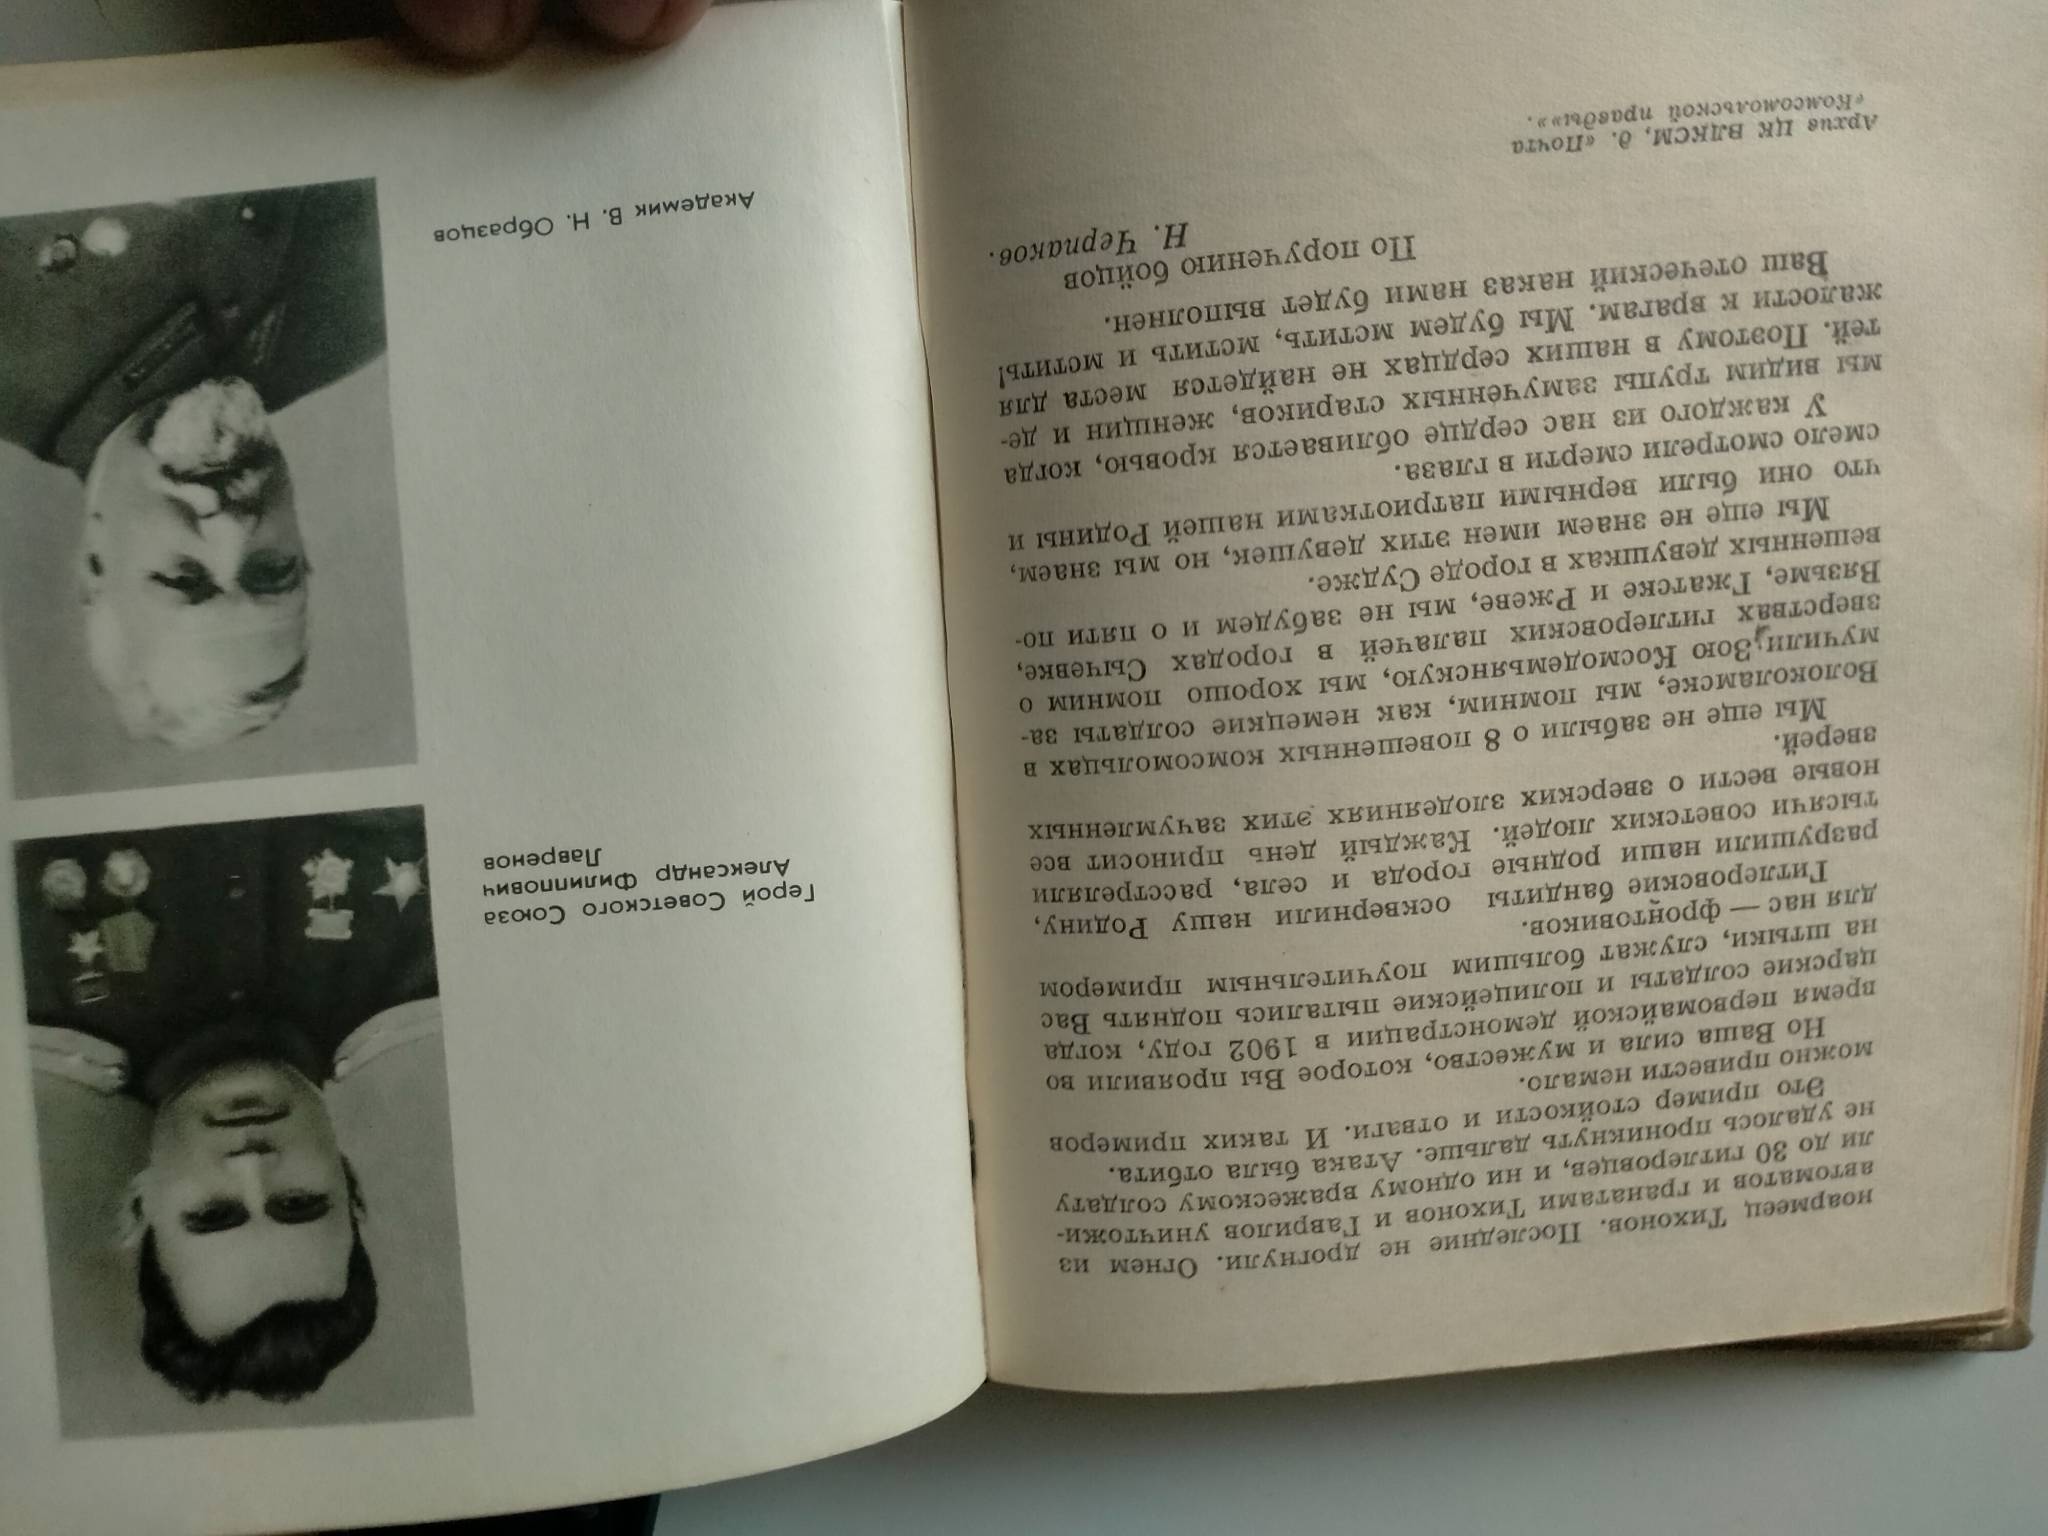 ноармеец Тихонов. Последние не дрогнули. Огнем из
автоматов и гранатами Тихонов и Гаврилов уничтожи-
ли до 30 гитлеровцев, и ни одному вражескому солдату
не удалось проникнуть дальше. Атака была отбита.
Это пример стойкости и отваги. И таких примеров
можно привести немало.
Но Ваша сила и мужество, которое Вы проявили во
время первомайской демонстрации в 1902 году, когда
царские солдаты и полицейские пытались поднять Вас
на штыки, служат большим поучительным примером
для нас — фронтовиков.
Гитлеровские бандиты осквернили нашу Родину,
разрушили наши родные города и села, расстреляли
тысячи советских людей. Каждый день приносит все
новые вести о зверских злодеяниях этих зачумленных
зверей.
Мы еще не забыли о 8 повешенных комсомольцах в
Волоколамске, мы помним, как немецкие солдаты за-
мучили Зою Космодемьянскую, мы хорошо помним о
зверствах гитлеровских палачей в городах Сычевке,
Вязьме, Гжатске и Ржеве, мы не забудем и о пяти по-
вешенных девушках в городе Судже.
Мы еще не знаем имен этих девушек, но мы знаем,
что они были верными патриотками нашей Родины и
смело смотрели смерти в глаза.
У каждого из нас сердце обливается кровью, когда
мы видим трупы замученных стариков, женщин и де-
тей. Поэтому в наших сердцах не найдется места для
жалости к врагам. Мы будем мстить, мстить и мстить!
Ваш отеческий наказ нами будет выполнен.
По поручению бойцов
Н. Черпаков.
Архив ЦК ВЛКСМ, д. «Почта
«Комсомольской правды»».
Герой Советского Союза
Александр Филиппович
Лавренов
Академик В. Н. Образцов